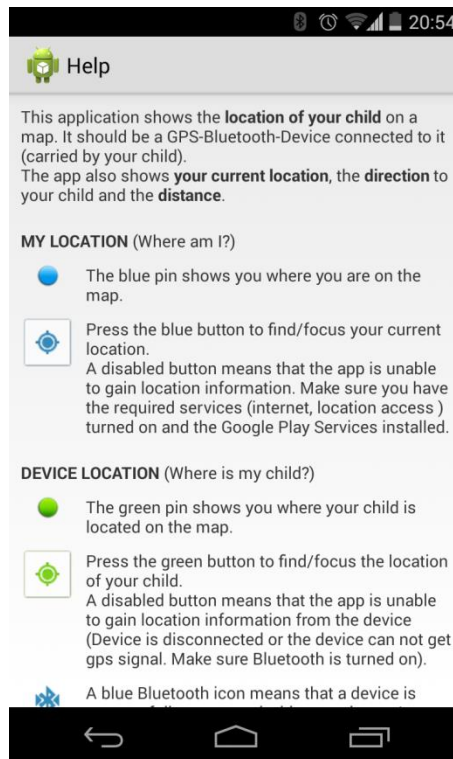 20:54
Help
This application shows the location of your child on a
map. It should be a GPS-Bluetooth-Device connected to it
(carried by your child).
The app also shows your current location, the direction to
your child and the distance.
MY LOCATION (Where am I?)
The blue pin shows you where you are on the
map.
Press the blue button to find/focus your current
location.
A disabled button means that the app is unable
to gain location information. Make sure you have
the required services (internet, location access )
turned on and the Google Play Services installed.
DEVICE LOCATION (Where is my child?)
The green pin shows you where your child is
located on the map.
Press the green button to find/focus the location
of your child.
A disabled button means that the app is unable
to gain location information from the device
(Device is disconnected or the device can not get
gps signal. Make sure Bluetooth is turned on).
A blue Bluetooth icon means that a device is